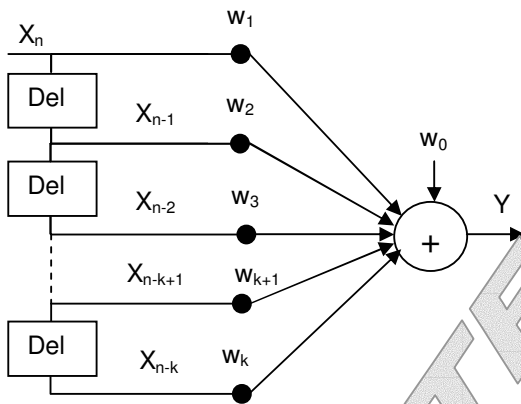 Xn w1
Del
Xn-1 w2
w0
Del
Xn-2 w3
Y
+
Xn-k+1 wk+1
Del
Xn-k wk